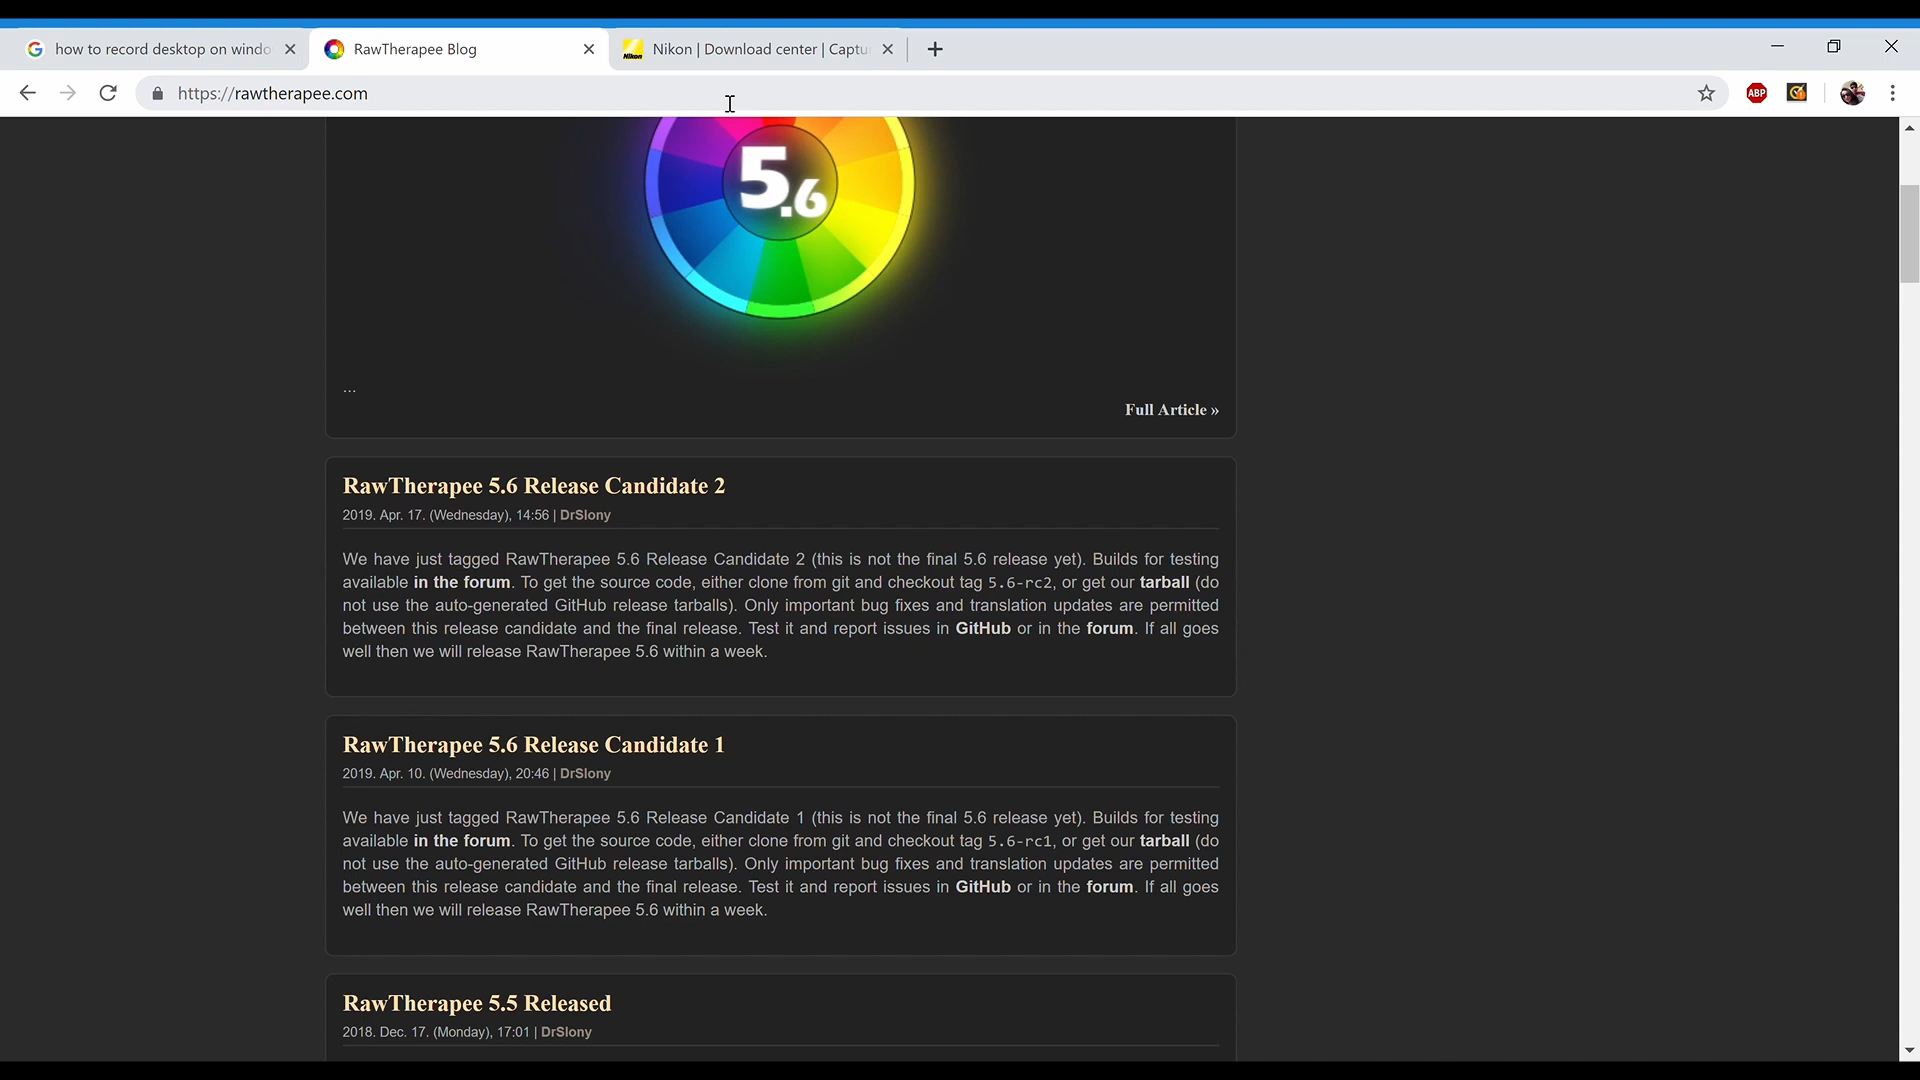 how to record desktop on windo
RawTherapee Blog
Nikon | Download center | Captu
Nikon
https://rawtherapee.com
ABP
5.6
...
Full Article »
RawTherapee 5.6 Release Candidate 2
2019. Apr. 17. (Wednesday), 14:56 | DrSlony
We have just tagged RawTherapee 5.6 Release Candidate 2 (this is not the final 5.6 release yet). Builds for testing
available in the forum. To get the source code, either clone from git and checkout tag 5.6-rc2, or get our tarball (do
not use the auto-generated GitHub release tarballs). Only important bug fixes and translation updates are permitted
between this release candidate and the final release. Test it and report issues in GitHub or in the forum. If all goes
well then we will release RawTherapee 5.6 within a week.
RawTherapee 5.6 Release Candidate 1
2019. Apr. 10. (Wednesday), 20:46 | DrSlony
We have just tagged RawTherapee 5.6 Release Candidate 1 (this is not the final 5.6 release yet). Builds for testing
available in the forum. To get the source code, either clone from git and checkout tag 5.6-rc1, or get our tarball (do
not use the auto-generated GitHub release tarballs). Only important bug fixes and translation updates are permitted
between this release candidate and the final release. Test it and report issues in GitHub or in the forum. If all goes
well then we will release RawTherapee 5.6 within a week.
RawTherapee 5.5 Released
2018. Dec. 17. (Monday), 17:01 | DrSlony